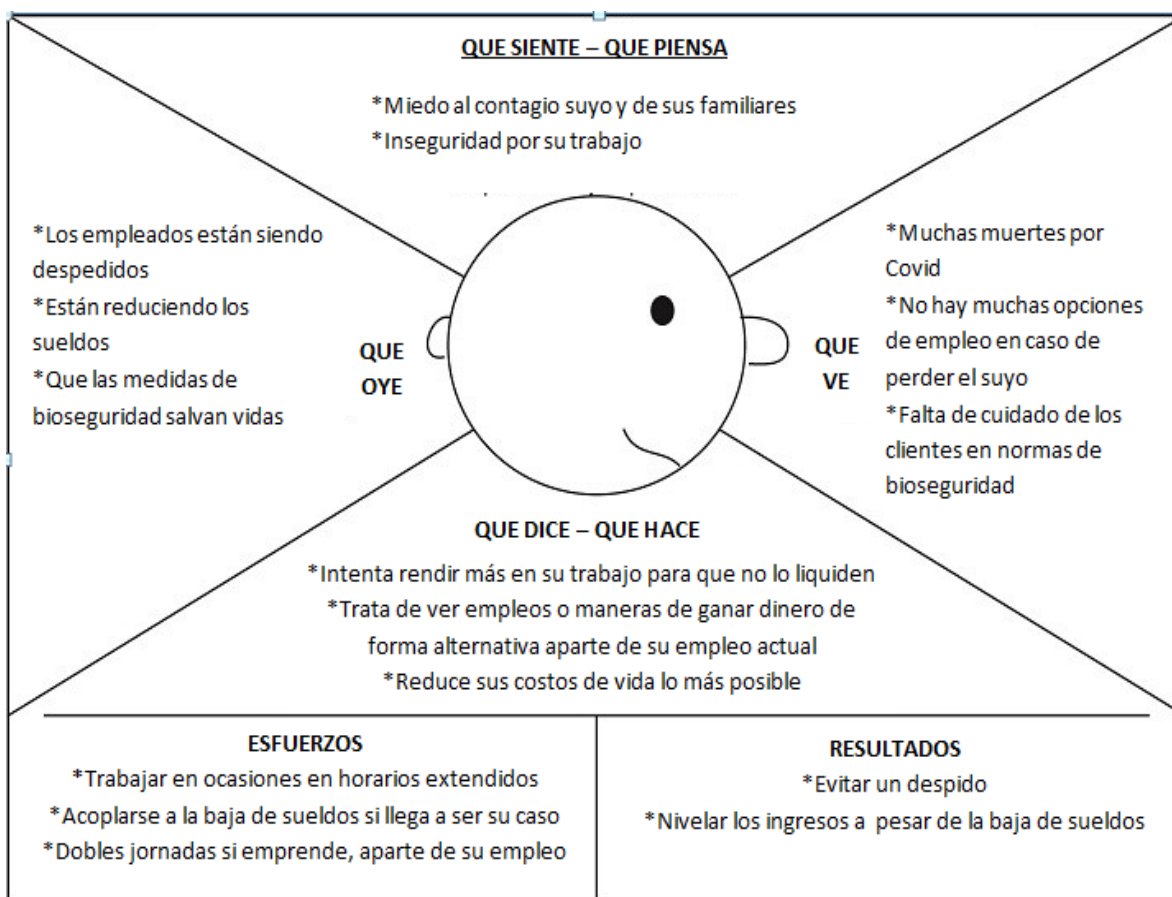 QUE SIENTE – QUE PIENSA
*Miedo al contagio suyo y de sus familiares
*Inseguridad por su trabajo
*Los empleados están siendo
despedidos
*Están reduciendo los
sueldos
*Que las medidas de
bioseguridad salvan vidas
QUE
OYE
QUE
VE
*Muchas muertes por
Covid
*No hay muchas opciones
de empleo en caso de
perder el suyo
*Falta de cuidado de los
clientes en normas de
bioseguridad
QUE DICE – QUE HACE
*Intenta rendir más en su trabajo para que no lo liquiden
*Trata de ver empleos o maneras de ganar dinero de
forma alternativa aparte de su empleo actual
*Reduce sus costos de vida lo más posible
ESFUERZOS
*Trabajar en ocasiones en horarios extendidos
*Acoplarse a la baja de sueldos si llega a ser su caso
*Dobles jornadas si emprende, aparte de su empleo
RESULTADOS
*Evitar un despido
*Nivelar los ingresos a pesar de la baja de sueldos